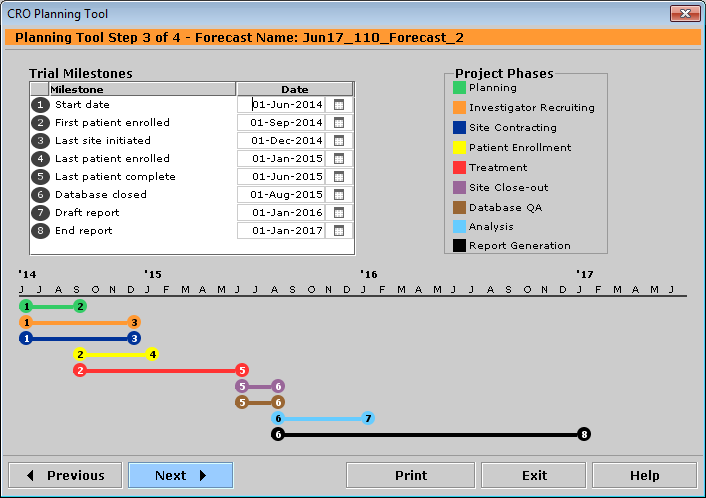 CRO Planning Tool
Planning Tool Step 3 of 4 - Forecast Name: Jun17_110_Forecast_2
Trial Milestones
Milestone Date
1 Start date 01-Jun-2014
2 First patient enrolled 01-Sep-2014
3 Last site initiated 01-Dec-2014
4 Last patient enrolled 01-Jan-2015
5 Last patient complete 01-Jun-2015
6 Database closed 01-Aug-2015
7 Draft report 01-Jan-2016
8 End report 01-Jan-2017
Project Phases
Planning
Investigator Recruiting
Site Contracting
Patient Enrollment
Treatment
Site Close-out
Database QA
Analysis
Report Generation
'14 '15 '16 '17
J J A S O N D J F M A M J J A S O N D J F M A M J J A S O N D J F M A M J
1 2
1 3
1 3
2 4
2 5
5 6
5 6
6 7
6 8
Previous Next Print Exit Help